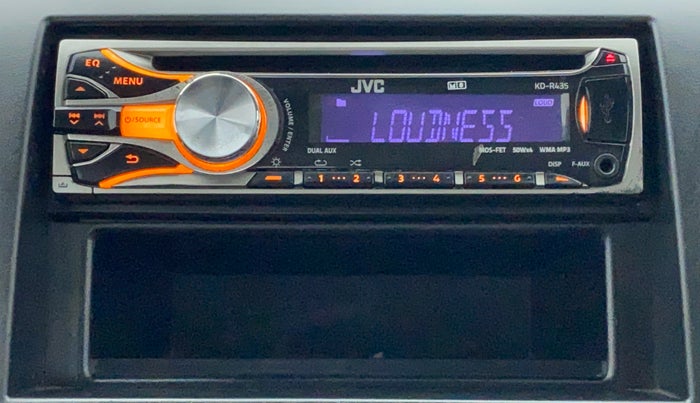 EQ
MENU
⏻/SOURCE
VOLUME / ENTER
JVC
KD-R435
LOUD
LOUDNESS
DUAL AUX
MOS-FET 50Wx4 WMA·MP3
DISP F-AUX
1 ···· 2
3 ···· 4
5 ···· 6